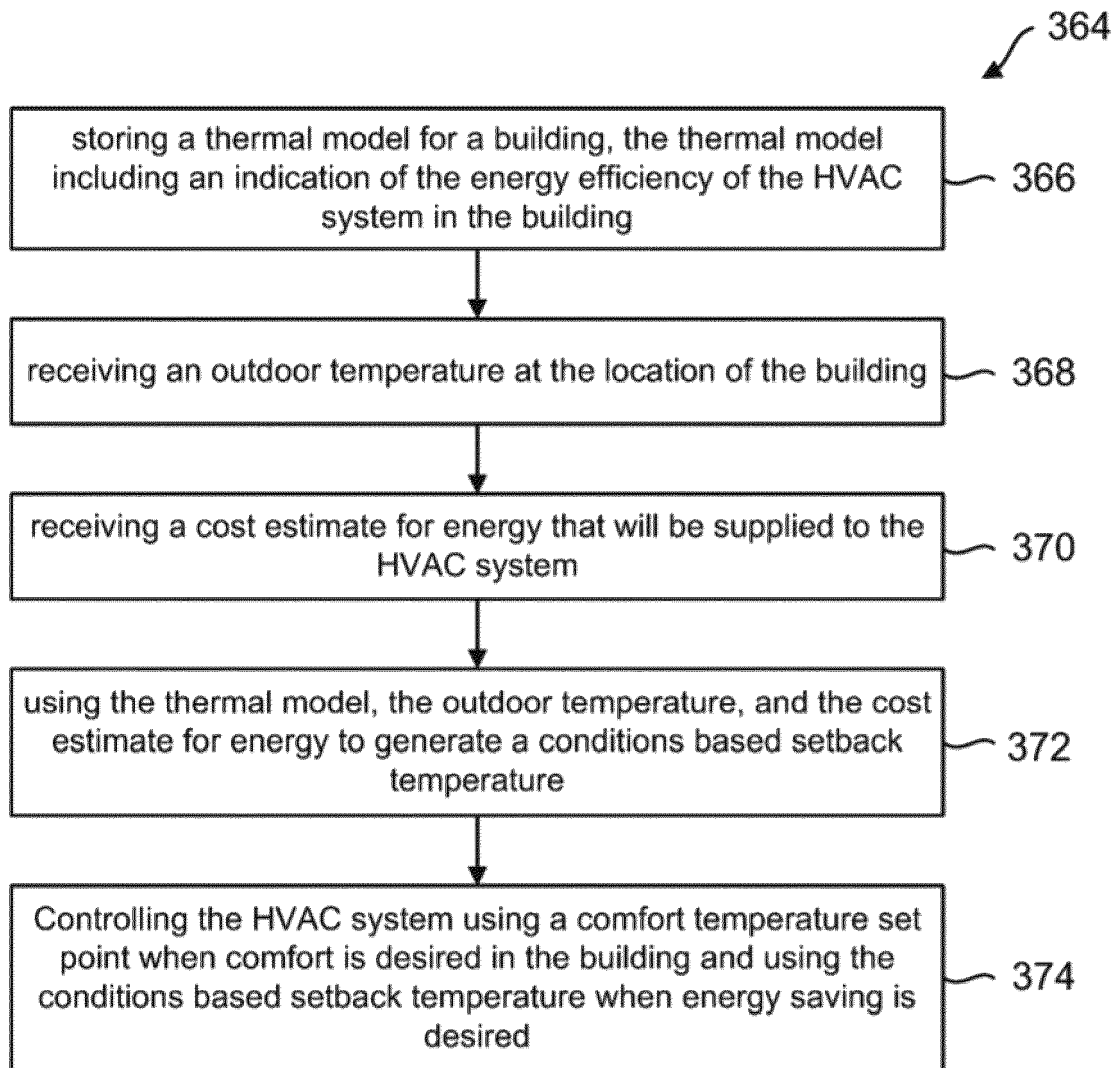 364
storing a thermal model for a building, the thermal model
including an indication of the energy efficiency of the HVAC
system in the building
366
receiving an outdoor temperature at the location of the building
368
receiving a cost estimate for energy that will be supplied to the
HVAC system
370
using the thermal model, the outdoor temperature, and the cost
estimate for energy to generate a conditions based setback
temperature
372
Controlling the HVAC system using a comfort temperature set
point when comfort is desired in the building and using the
conditions based setback temperature when energy saving is
desired
374